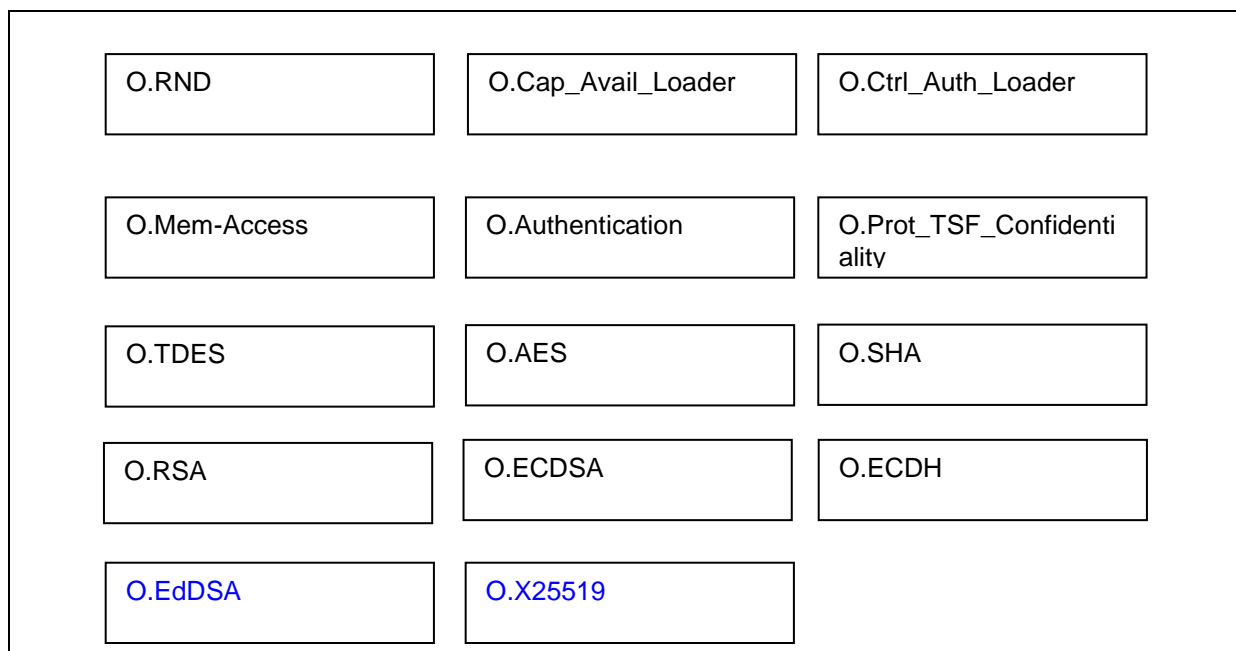 O.RND
O.Cap_Avail_Loader
O.Ctrl_Auth_Loader
O.Mem-Access
O.Authentication
O.Prot_TSF_Confidenti
ality
O.TDES
O.AES
O.SHA
O.RSA
O.ECDSA
O.ECDH
O.EdDSA
O.X25519